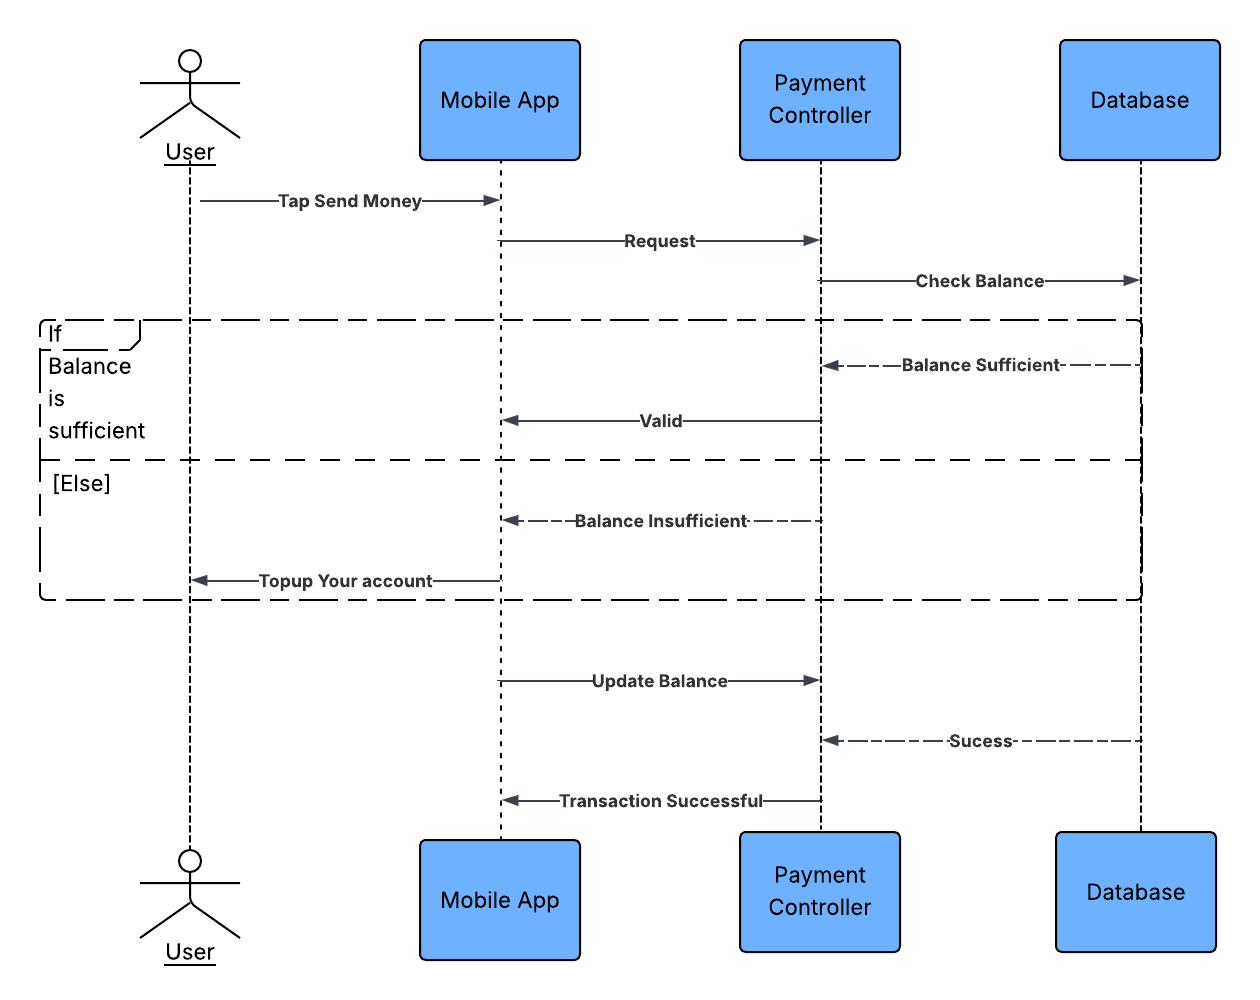 User
Mobile App
Payment
Controller
Database
Tap Send Money
Request
Check Balance
If
Balance
is
sufficient
Balance Sufficient
Valid
[Else]
Balance Insufficient
Topup Your account
Update Balance
Sucess
Transaction Successful
User
Mobile App
Payment
Controller
Database